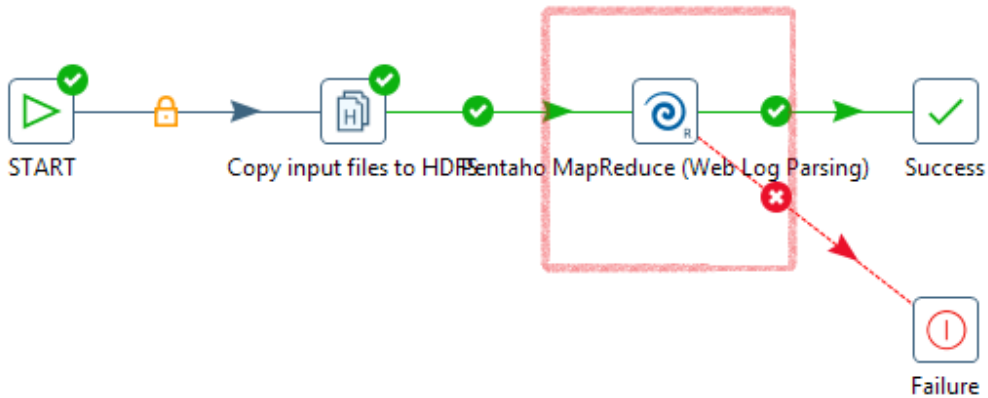 START
H
Copy input files to HDFS
Pentaho MapReduce (Web Log Parsing)
R
Success
Failure